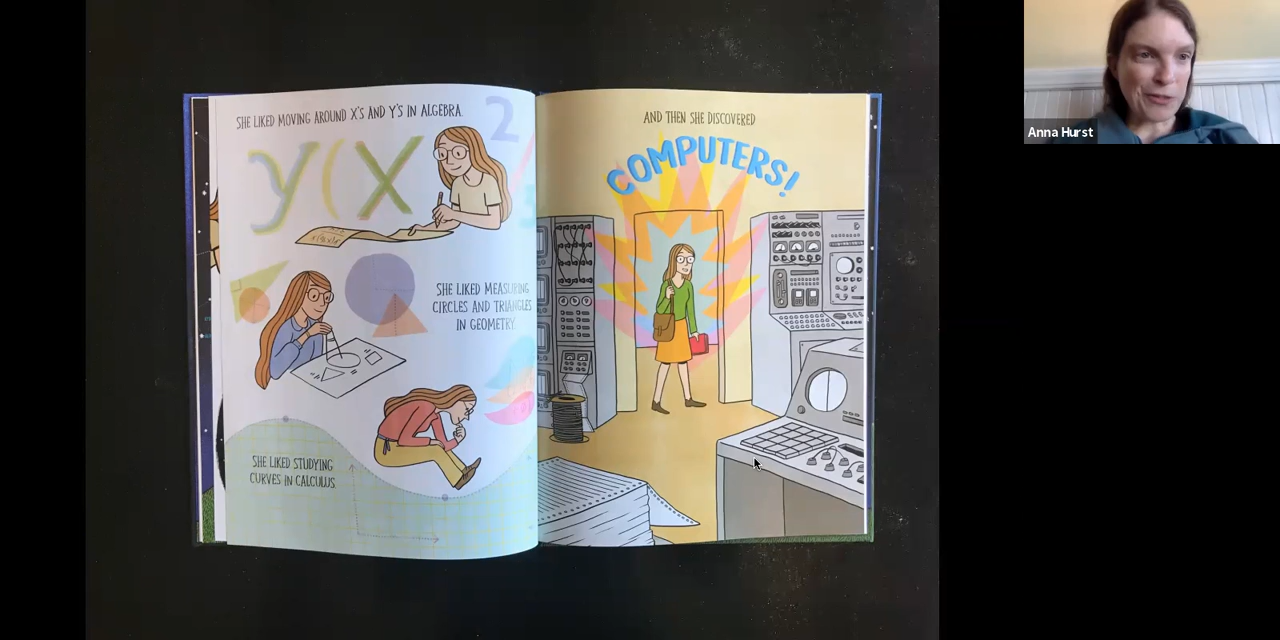 SHE LIKED MOVING AROUND X'S AND Y'S IN ALGEBRA.
2
y(x
SHE LIKED MEASURING
CIRCLES AND TRIANGLES
IN GEOMETRY.
SHE LIKED STUDYING
CURVES IN CALCULUS.
AND THEN SHE DISCOVERED
COMPUTERS!
Anna Hurst